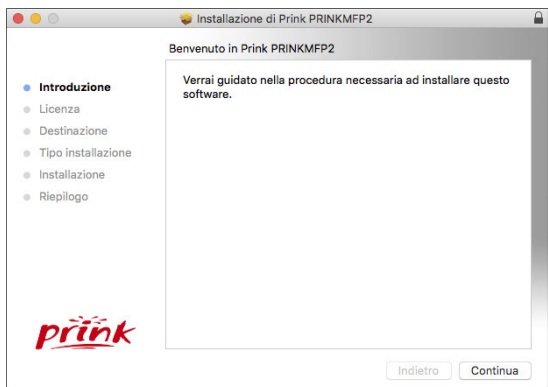 Installazione di Prink PRINKMFP2
Benvenuto in Prink PRINKMFP2
Introduzione
Licenza
Destinazione
Tipo installazione
Installazione
Riepilogo
Verrai guidato nella procedura necessaria ad installare questo
software.
prink
Indietro
Continua